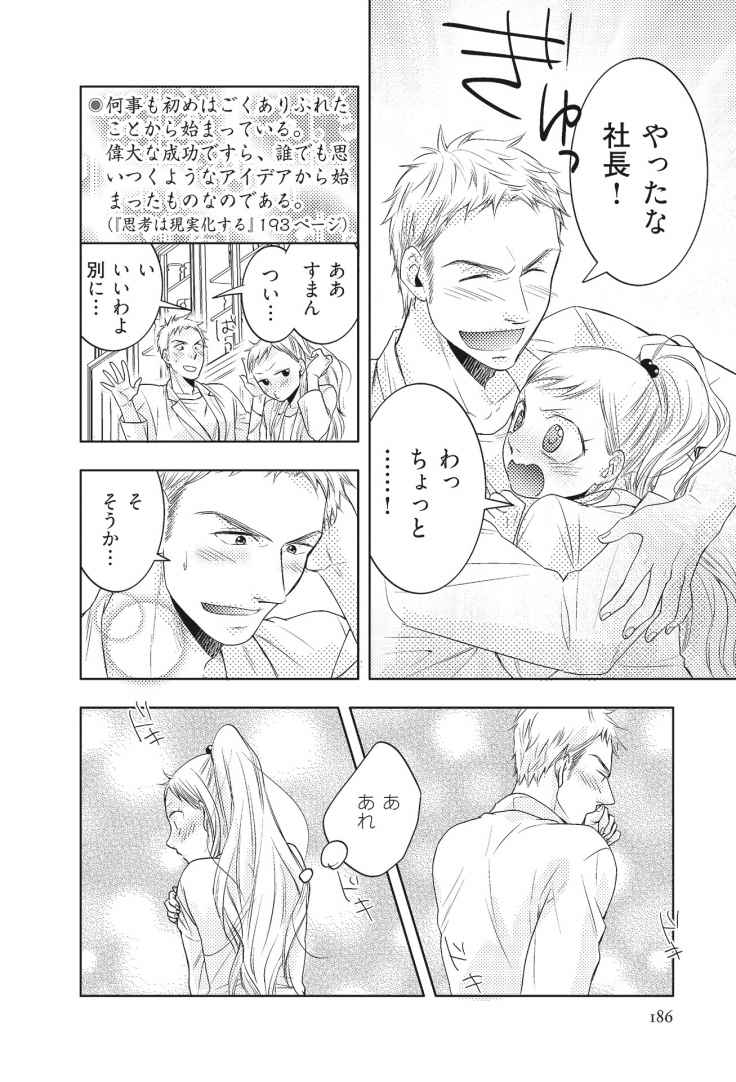 ぎゅっ
やったな
社長！
わっ
ちょっと
……！
◉何事も初めはごくありふれた
ことから始まっている。
偉大な成功ですら、誰でも思
いつくようなアイデアから始
まったものなのである。
（『思考は現実化する』193ページ）
ああ
すまん
つい…
い
いいわよ
別に…
そ
そうか…
ドキ
ドキ
あ
あれ
ドキ
ドキ
186